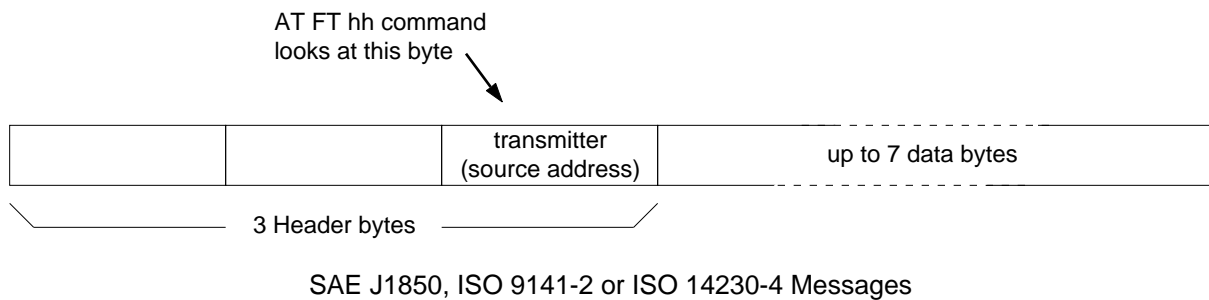 AT FT hh command
looks at this byte
transmitter
(source address)
up to 7 data bytes
3 Header bytes
SAE J1850, ISO 9141-2 or ISO 14230-4 Messages